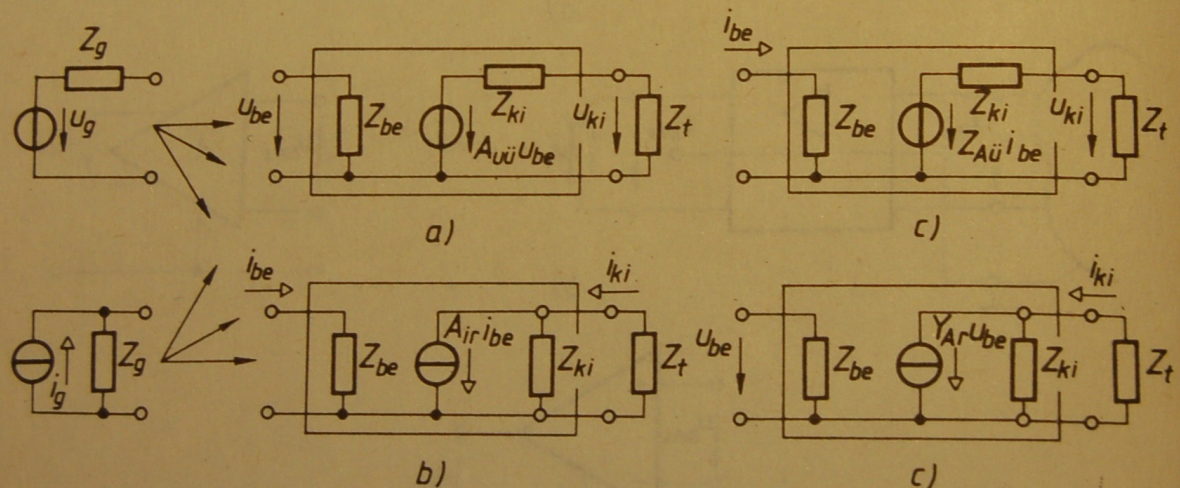 Z_g
u_g
u_be
Z_be
Z_ki
A_uü u_be
u_ki
Z_t
a)
i_be
Z_be
Z_ki
Z_Aü i_be
u_ki
Z_t
c)
i_g
Z_g
i_be
Z_be
A_ir i_be
Z_ki
i_ki
Z_t
b)
u_be
Z_be
Y_Ar u_be
Z_ki
i_ki
Z_t
c)